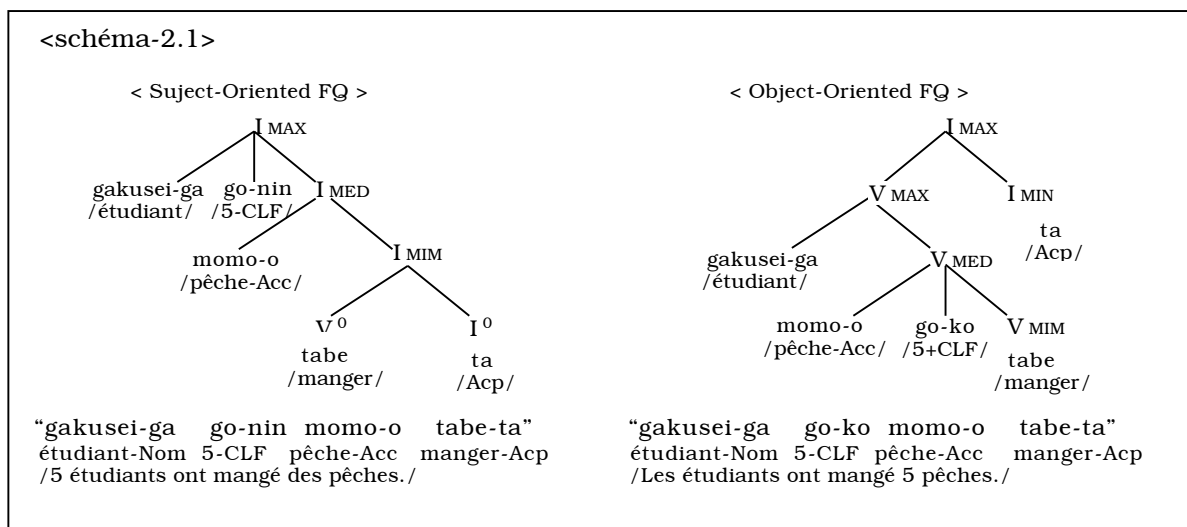 <schéma-2.1>
< Suject-Oriented FQ >
I MAX
gakusei-ga go-nin I MED
/étudiant/ /5-CLF/
momo-o I MIM
/pêche-Acc/
V 0 I 0
tabe ta
/manger/ /Acp/
“gakusei-ga go-nin momo-o tabe-ta”
étudiant-Nom 5-CLF pêche-Acc manger-Acp
/5 étudiants ont mangé des pêches./
< Object-Oriented FQ >
I MAX
V MAX I MIN
ta
/Acp/
gakusei-ga V MED
/étudiant/
momo-o go-ko V MIM
/pêche-Acc/ /5+CLF/
tabe
/manger/
“gakusei-ga go-ko momo-o tabe-ta”
étudiant-Nom 5-CLF pêche-Acc manger-Acp
/Les étudiants ont mangé 5 pêches./